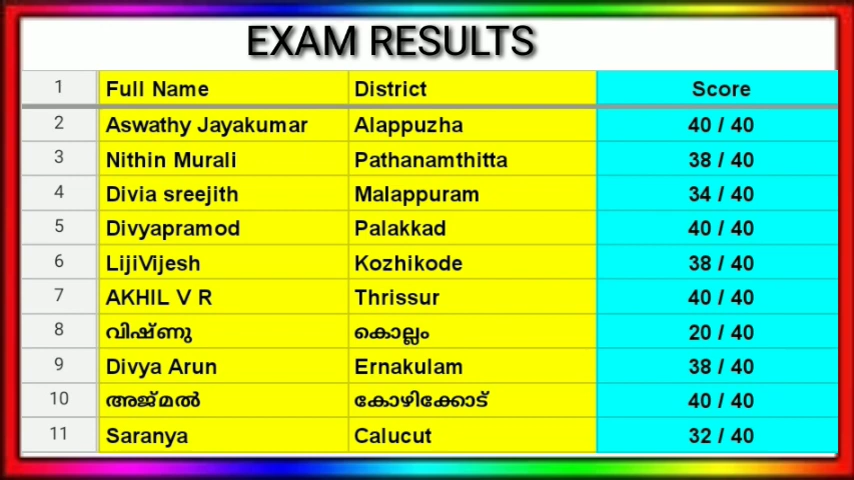 EXAM RESULTS
1 Full Name District Score
2 Aswathy Jayakumar Alappuzha 40 / 40
3 Nithin Murali Pathanamthitta 38 / 40
4 Divia sreejith Malappuram 34 / 40
5 Divyapramod Palakkad 40 / 40
6 LijiVijesh Kozhikode 38 / 40
7 AKHIL V R Thrissur 40 / 40
8 വിഷ്ണു കൊല്ലം 20 / 40
9 Divya Arun Ernakulam 38 / 40
10 അജ്മൽ കോഴിക്കോട് 40 / 40
11 Saranya Calucut 32 / 40